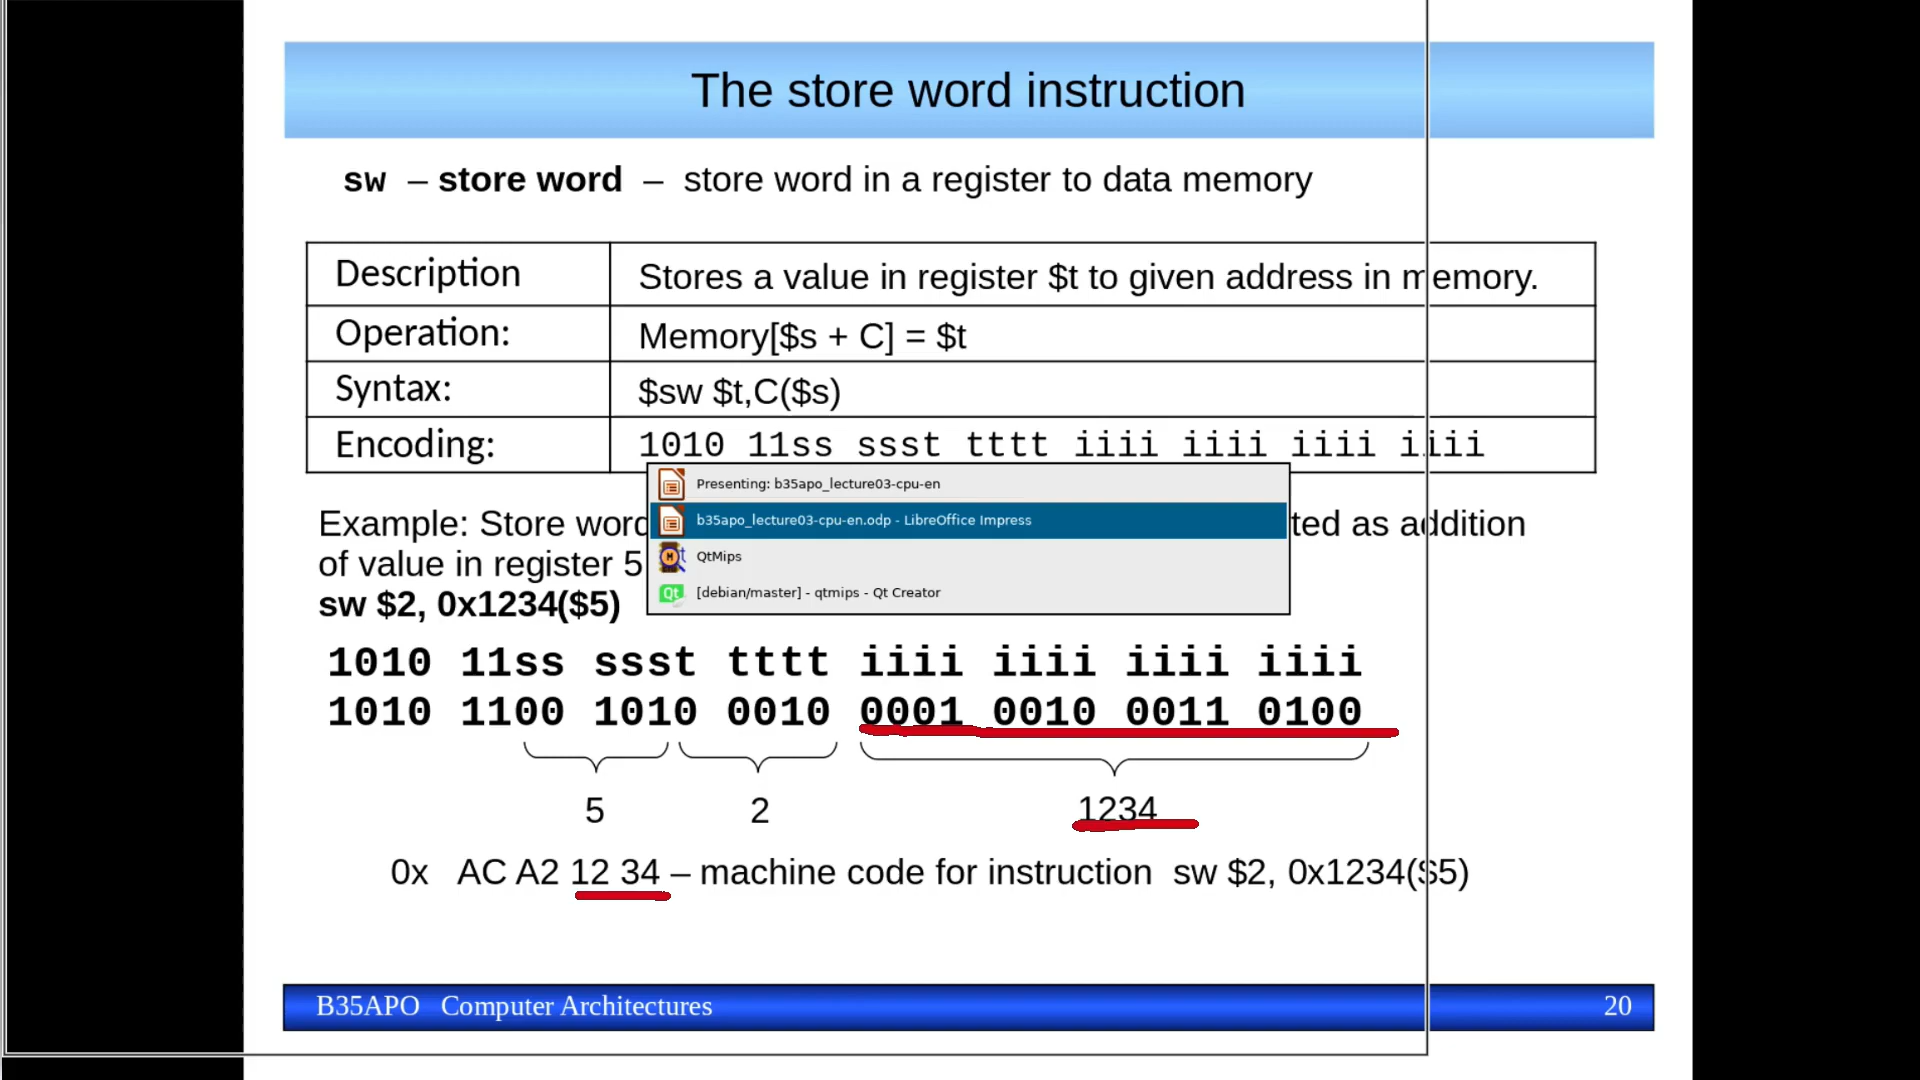 The store word instruction
sw – store word – store word in a register to data memory
Description Stores a value in register $t to given address in memory.
Operation: Memory[$s + C] = $t
Syntax: $sw $t,C($s)
Encoding: 1010 11ss ssst tttt iiii iiii iiii iiii
Presenting: b35apo_lecture03-cpu-en
b35apo_lecture03-cpu-en.odp - LibreOffice Impress
QtMips
[debian/master] - qtmips - Qt Creator
Example: Store word ted as addition
of value in register 5
sw $2, 0x1234($5)
1010 11ss ssst tttt iiii iiii iiii iiii
1010 1100 1010 0010 0001 0010 0011 0100
5 2 1234
0x AC A2 12 34 – machine code for instruction sw $2, 0x1234($5)
B35APO Computer Architectures 20